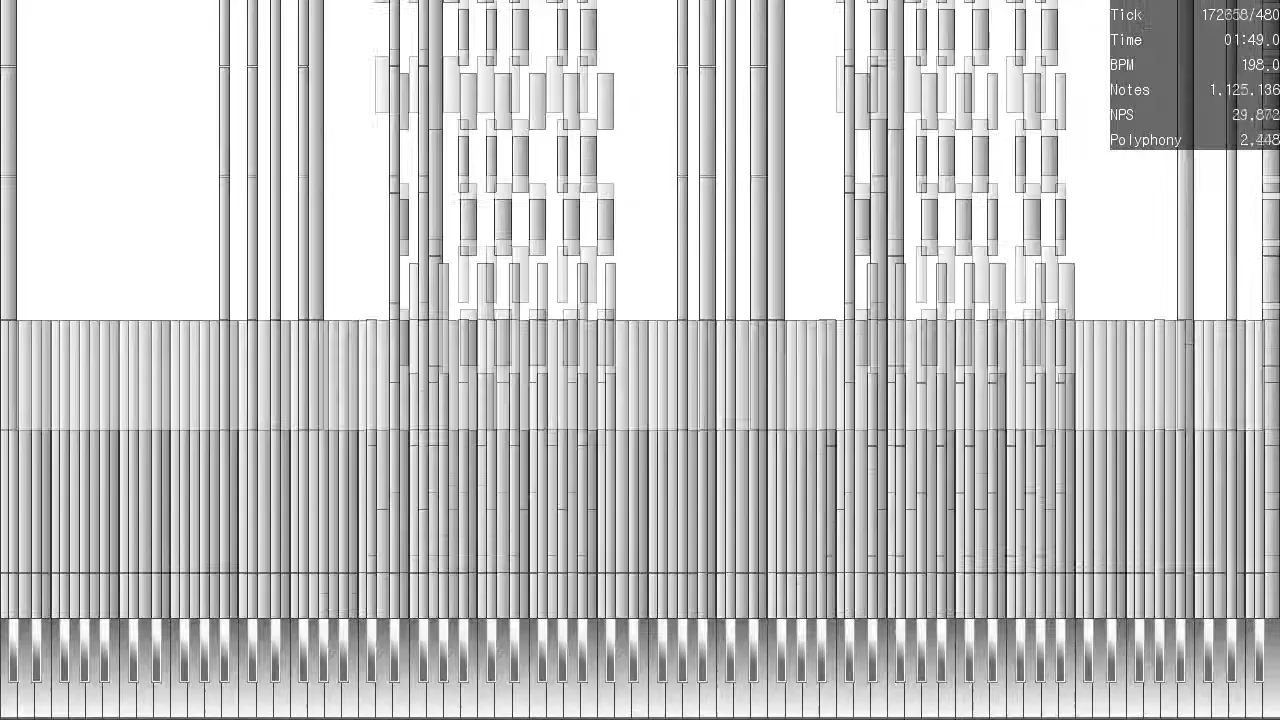 Tick 172658/480
Time 01:49.0
BPM 198.0
Notes 1.125.136
NPS 29.872
Polyphony 2.448